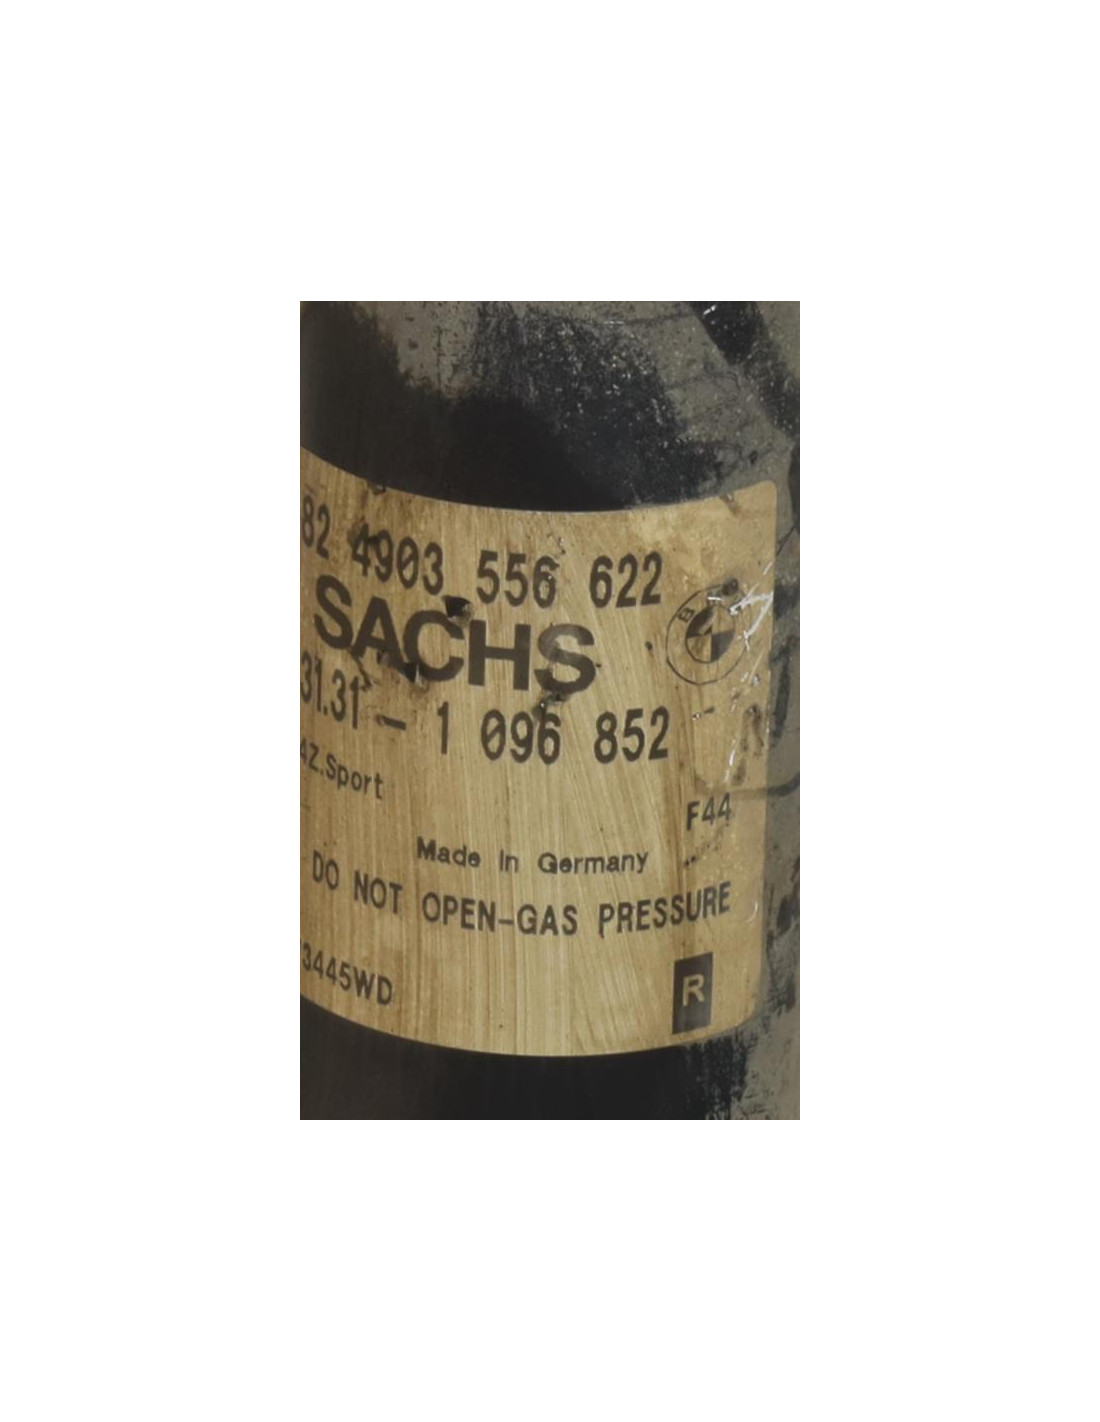 82 4903 556 622
SACHS
31.31 – 1 096 852
AZ.Sport
F44
Made in Germany
DO NOT OPEN–GAS PRESSURE
3445WD
R